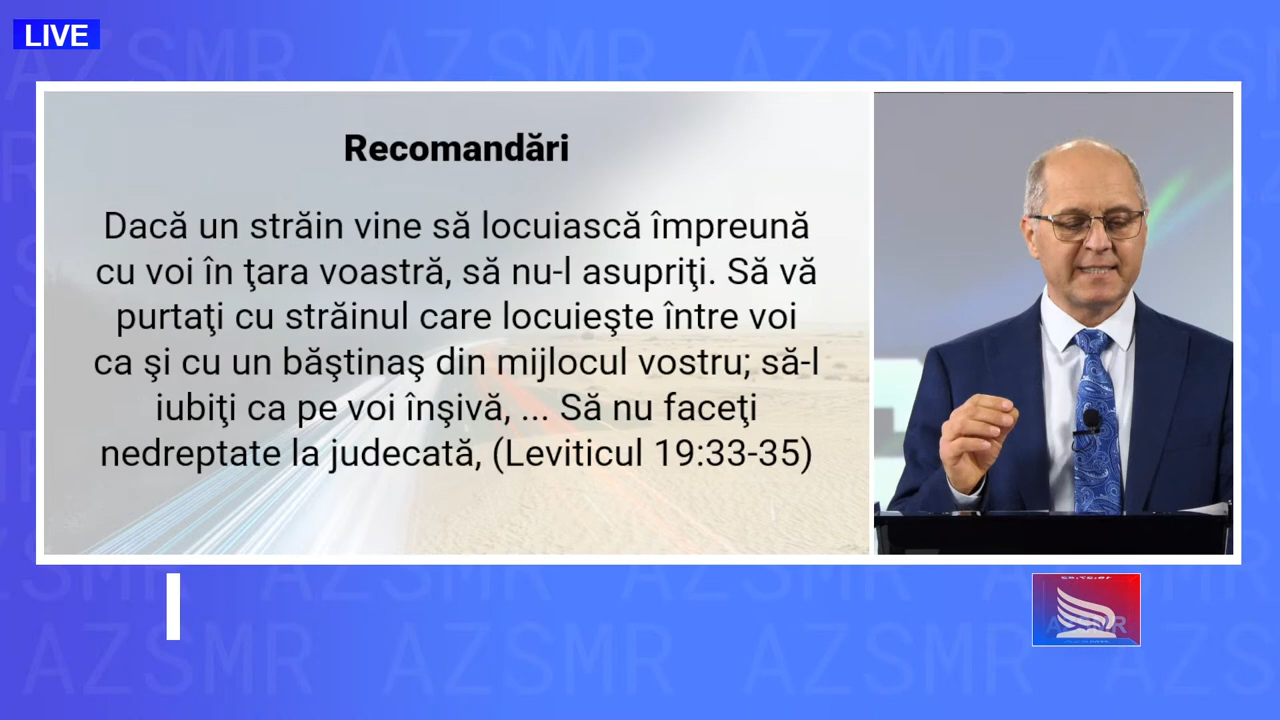 LIVE
Recomandări
Dacă un străin vine să locuiască împreună
cu voi în ţara voastră, să nu-l asupriţi. Să vă
purtaţi cu străinul care locuieşte între voi
ca şi cu un băştinaş din mijlocul vostru; să-l
iubiţi ca pe voi înşivă, ... Să nu faceţi
nedreptate la judecată, (Leviticul 19:33-35)
AZSMR